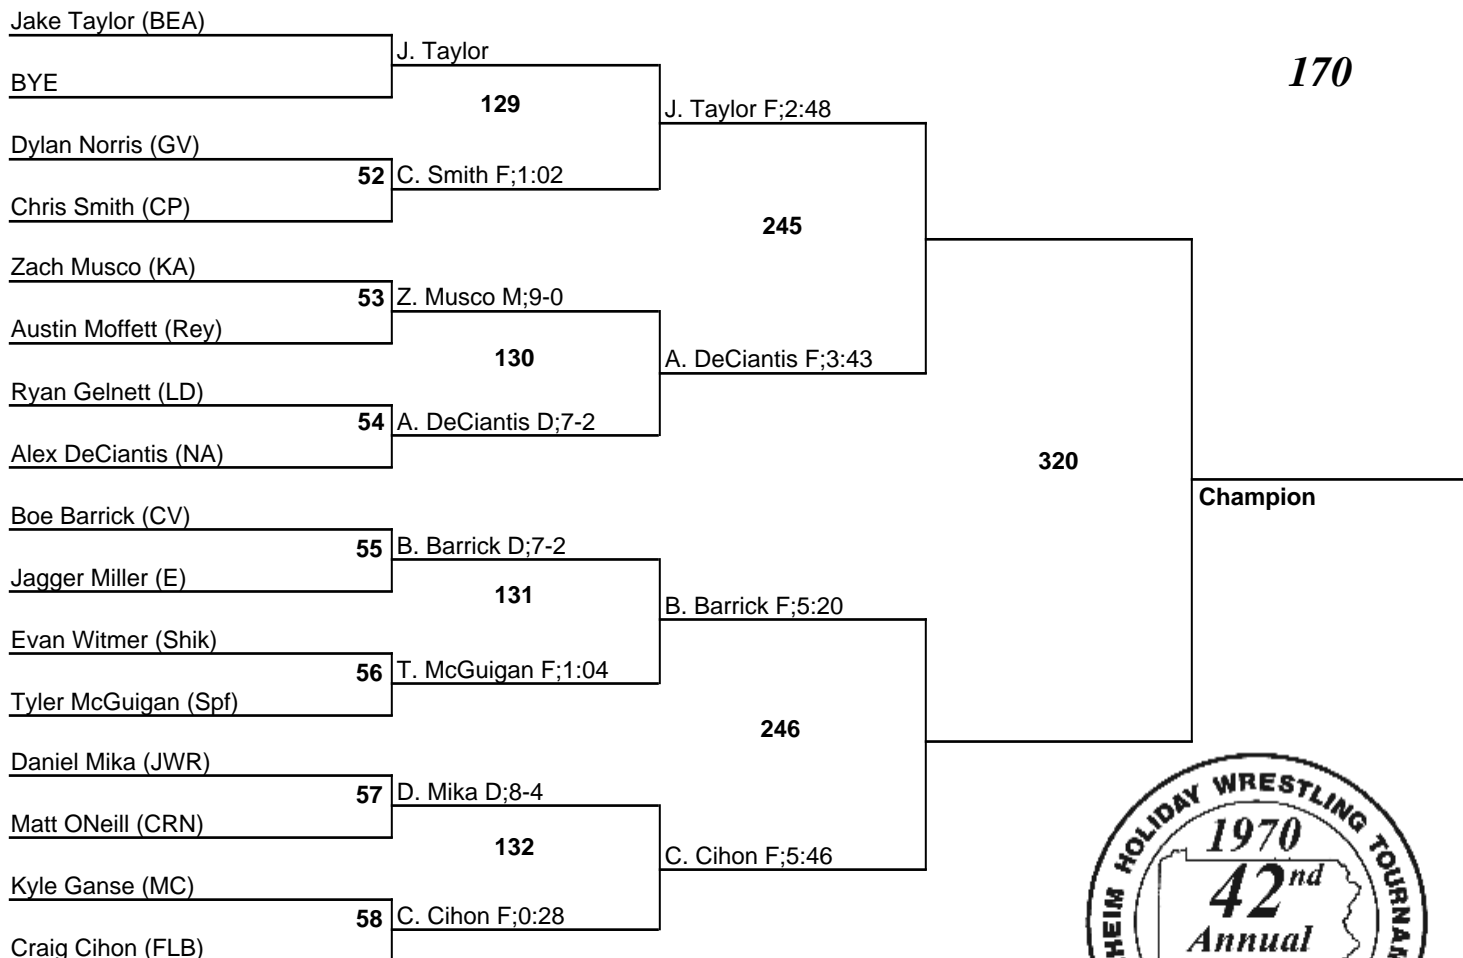 Jake Taylor (BEA)
J. Taylor
170
BYE
129
J. Taylor F;2:48
Dylan Norris (GV)
52 C. Smith F;1:02
Chris Smith (CP)
245
Zach Musco (KA)
53 Z. Musco M;9-0
Austin Moffett (Rey)
130
A. DeCiantis F;3:43
Ryan Gelnett (LD)
54 A. DeCiantis D;7-2
Alex DeCiantis (NA)
320
Champion
Boe Barrick (CV)
55 B. Barrick D;7-2
Jagger Miller (E)
131
B. Barrick F;5:20
Evan Witmer (Shik)
56 T. McGuigan F;1:04
Tyler McGuigan (Spf)
246
Daniel Mika (JWR)
57 D. Mika D;8-4
Matt ONeill (CRN)
132
C. Cihon F;5:46
Kyle Ganse (MC)
58 C. Cihon F;0:28
Craig Cihon (FLB)
HEIM HOLIDAY WRESTLING TOURNAM
1970
42nd
Annual